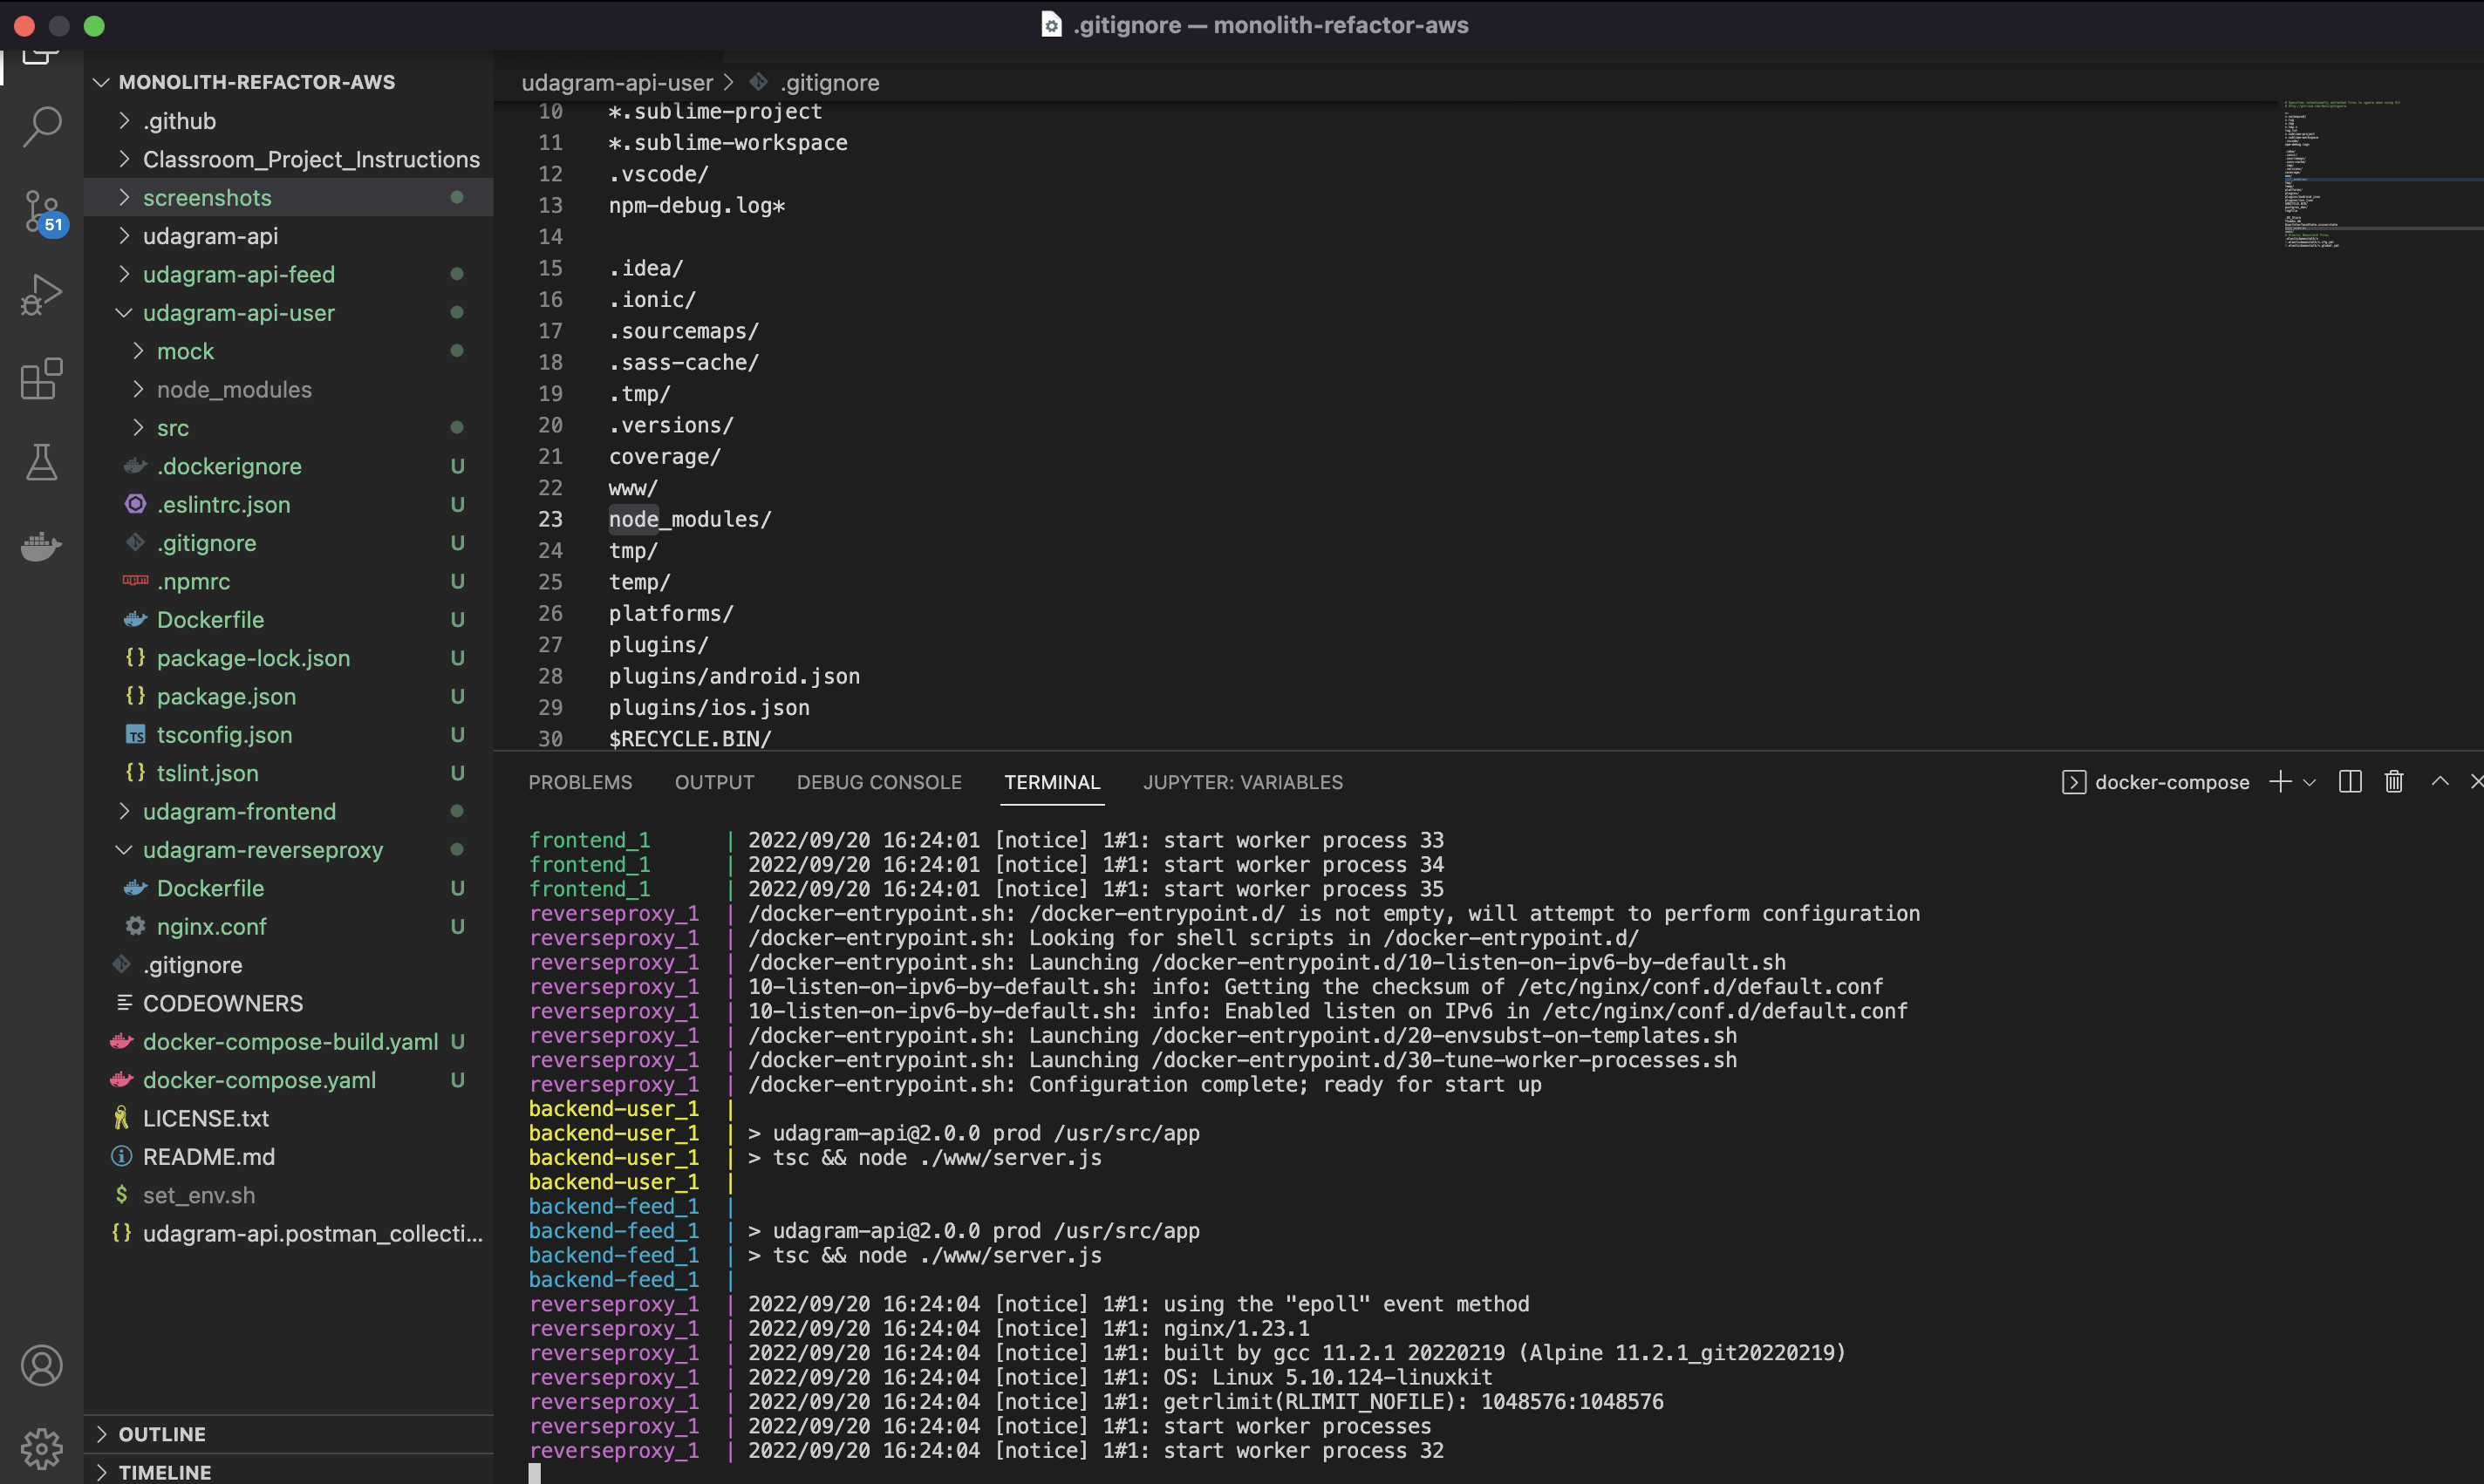 .gitignore — monolith-refactor-aws
MONOLITH-REFACTOR-AWS
.github
Classroom_Project_Instructions
screenshots
udagram-api
udagram-api-feed
udagram-api-user
mock
node_modules
src
.dockerignore U
.eslintrc.json U
.gitignore U
.npmrc U
Dockerfile U
package-lock.json U
package.json U
TS tsconfig.json U
tslint.json U
udagram-frontend
udagram-reverseproxy
Dockerfile U
nginx.conf U
.gitignore
CODEOWNERS
docker-compose-build.yaml U
docker-compose.yaml U
LICENSE.txt
README.md
set_env.sh
udagram-api.postman_collecti...
OUTLINE
TIMELINE
51
udagram-api-user > .gitignore
10 *.sublime-project
11 *.sublime-workspace
12 .vscode/
13 npm-debug.log*
14
15 .idea/
16 .ionic/
17 .sourcemaps/
18 .sass-cache/
19 .tmp/
20 .versions/
21 coverage/
22 www/
23 node_modules/
24 tmp/
25 temp/
26 platforms/
27 plugins/
28 plugins/android.json
29 plugins/ios.json
30 $RECYCLE.BIN/
PROBLEMS OUTPUT DEBUG CONSOLE TERMINAL JUPYTER: VARIABLES docker-compose
frontend_1 | 2022/09/20 16:24:01 [notice] 1#1: start worker process 33
frontend_1 | 2022/09/20 16:24:01 [notice] 1#1: start worker process 34
frontend_1 | 2022/09/20 16:24:01 [notice] 1#1: start worker process 35
reverseproxy_1 | /docker-entrypoint.sh: /docker-entrypoint.d/ is not empty, will attempt to perform configuration
reverseproxy_1 | /docker-entrypoint.sh: Looking for shell scripts in /docker-entrypoint.d/
reverseproxy_1 | /docker-entrypoint.sh: Launching /docker-entrypoint.d/10-listen-on-ipv6-by-default.sh
reverseproxy_1 | 10-listen-on-ipv6-by-default.sh: info: Getting the checksum of /etc/nginx/conf.d/default.conf
reverseproxy_1 | 10-listen-on-ipv6-by-default.sh: info: Enabled listen on IPv6 in /etc/nginx/conf.d/default.conf
reverseproxy_1 | /docker-entrypoint.sh: Launching /docker-entrypoint.d/20-envsubst-on-templates.sh
reverseproxy_1 | /docker-entrypoint.sh: Launching /docker-entrypoint.d/30-tune-worker-processes.sh
reverseproxy_1 | /docker-entrypoint.sh: Configuration complete; ready for start up
backend-user_1 |
backend-user_1 | > udagram-api@2.0.0 prod /usr/src/app
backend-user_1 | > tsc && node ./www/server.js
backend-user_1 |
backend-feed_1 |
backend-feed_1 | > udagram-api@2.0.0 prod /usr/src/app
backend-feed_1 | > tsc && node ./www/server.js
backend-feed_1 |
reverseproxy_1 | 2022/09/20 16:24:04 [notice] 1#1: using the "epoll" event method
reverseproxy_1 | 2022/09/20 16:24:04 [notice] 1#1: nginx/1.23.1
reverseproxy_1 | 2022/09/20 16:24:04 [notice] 1#1: built by gcc 11.2.1 20220219 (Alpine 11.2.1_git20220219)
reverseproxy_1 | 2022/09/20 16:24:04 [notice] 1#1: OS: Linux 5.10.124-linuxkit
reverseproxy_1 | 2022/09/20 16:24:04 [notice] 1#1: getrlimit(RLIMIT_NOFILE): 1048576:1048576
reverseproxy_1 | 2022/09/20 16:24:04 [notice] 1#1: start worker processes
reverseproxy_1 | 2022/09/20 16:24:04 [notice] 1#1: start worker process 32